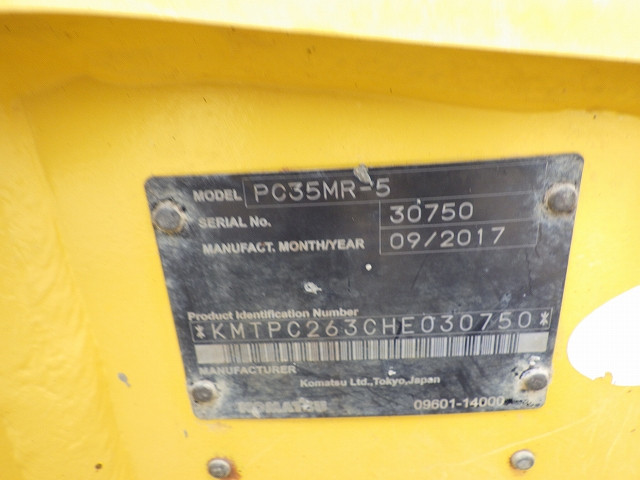 MODEL PC35MR-5
SERIAL No. 30750
MANUFACT. MONTH/YEAR 09/2017
Product Identification Number
*KMTPC263CHE030750*
MANUFACTURER
Komatsu Ltd.,Tokyo,Japan
KOMATSU 09601-14000